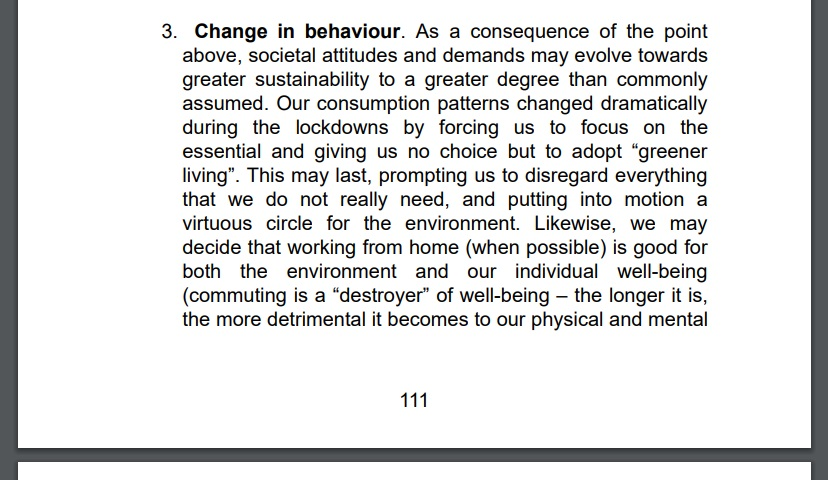 3. Change in behaviour. As a consequence of the point
above, societal attitudes and demands may evolve towards
greater sustainability to a greater degree than commonly
assumed. Our consumption patterns changed dramatically
during the lockdowns by forcing us to focus on the
essential and giving us no choice but to adopt “greener
living”. This may last, prompting us to disregard everything
that we do not really need, and putting into motion a
virtuous circle for the environment. Likewise, we may
decide that working from home (when possible) is good for
both the environment and our individual well-being
(commuting is a “destroyer” of well-being – the longer it is,
the more detrimental it becomes to our physical and mental
111